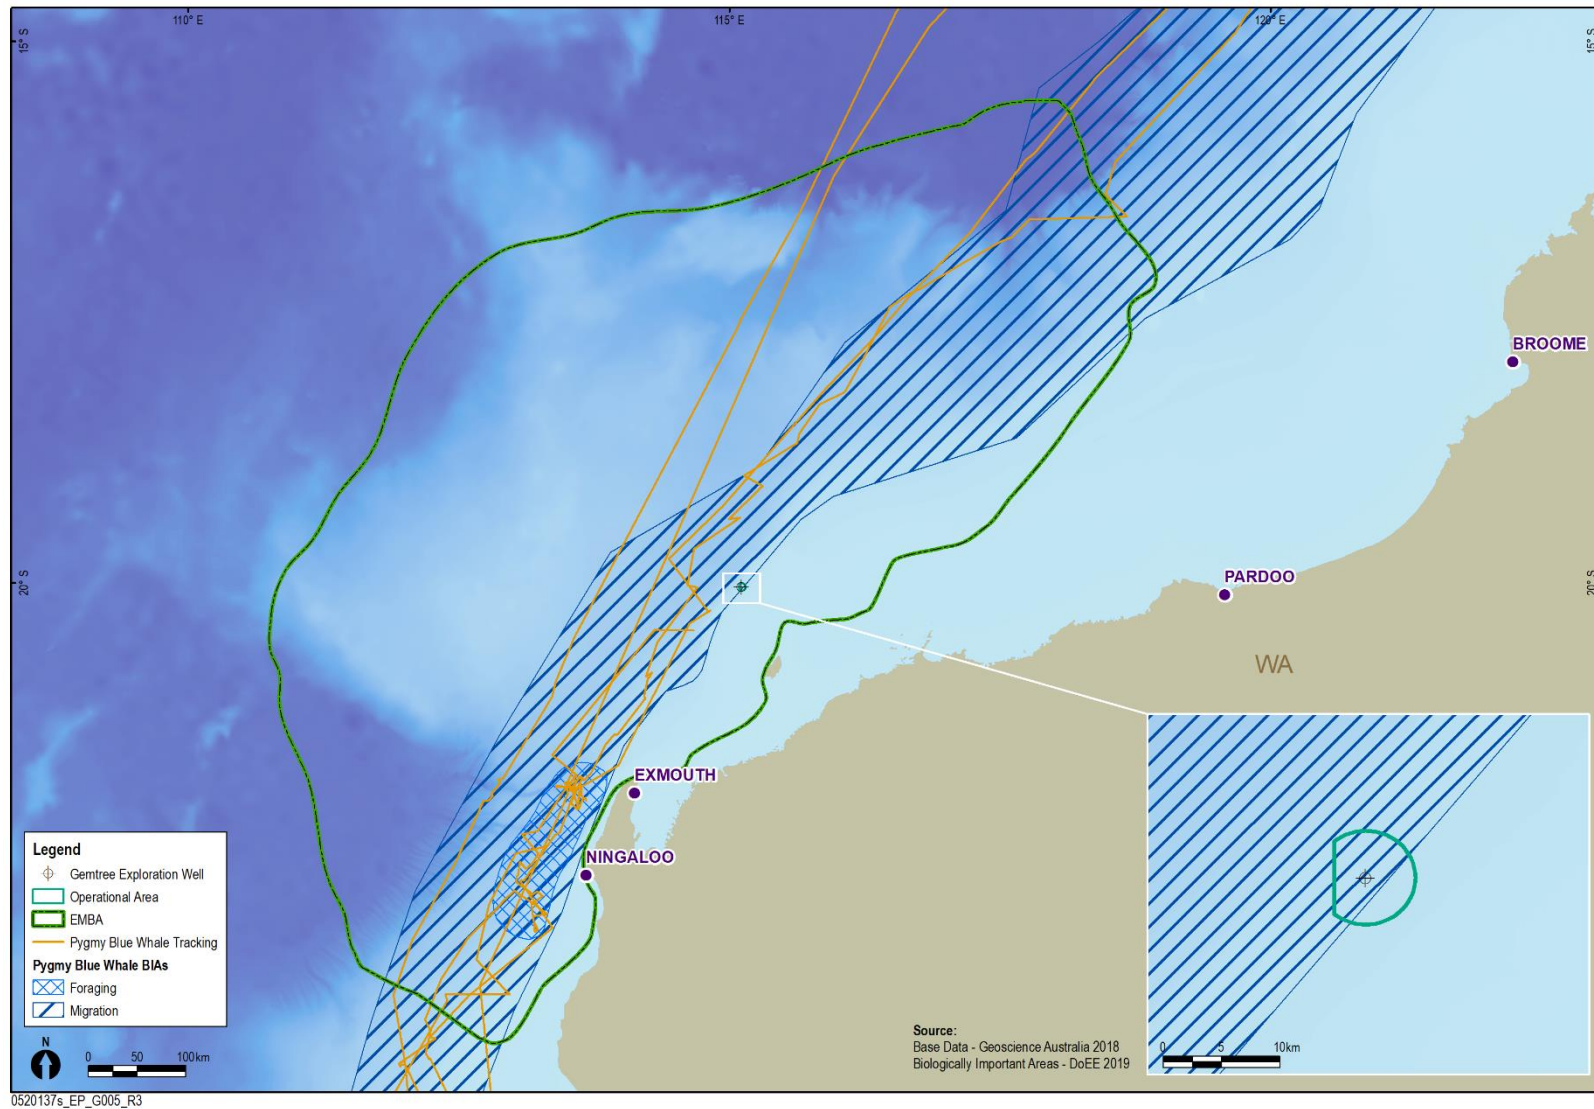 110° E
115° E
120° E
15° S
15° S
BROOME
20° S
20° S
PARDOO
WA
EXMOUTH
NINGALOO
Legend
Gemtree Exploration Well
Operational Area
EMBA
Pygmy Blue Whale Tracking
Pygmy Blue Whale BIAs
Foraging
Migration
N
0 50 100km
Source:
Base Data - Geoscience Australia 2018
Biologically Important Areas - DoEE 2019
0 5 10km
0520137s_EP_G005_R3